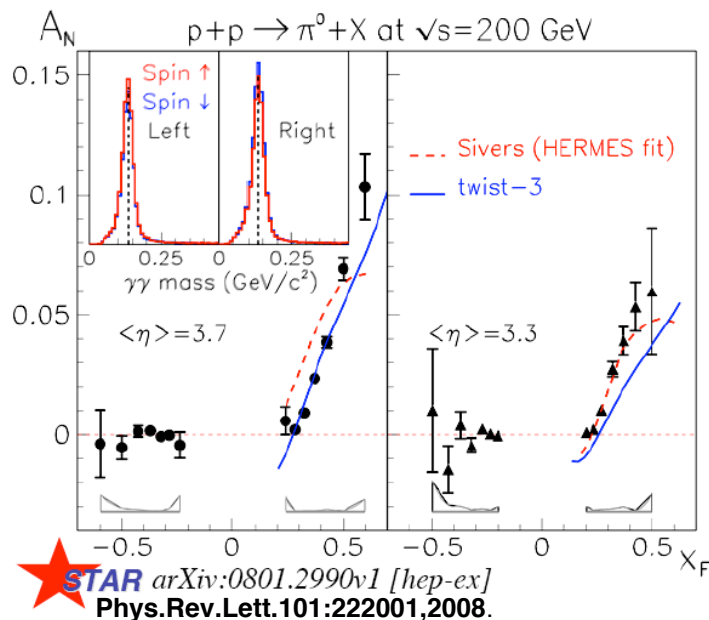 A_N
p+p → π⁰+X at √s=200 GeV
0.15
0.1
0.05
0
Spin ↑
Spin ↓
Left
Right
0 0.25 0 0.25
γγ mass (GeV/c²)
Sivers (HERMES fit)
twist-3
<η>=3.7
<η>=3.3
−0.5 0 0.5 −0.5 0 0.5 X_F
STAR arXiv:0801.2990v1 [hep-ex]
Phys.Rev.Lett.101:222001,2008.